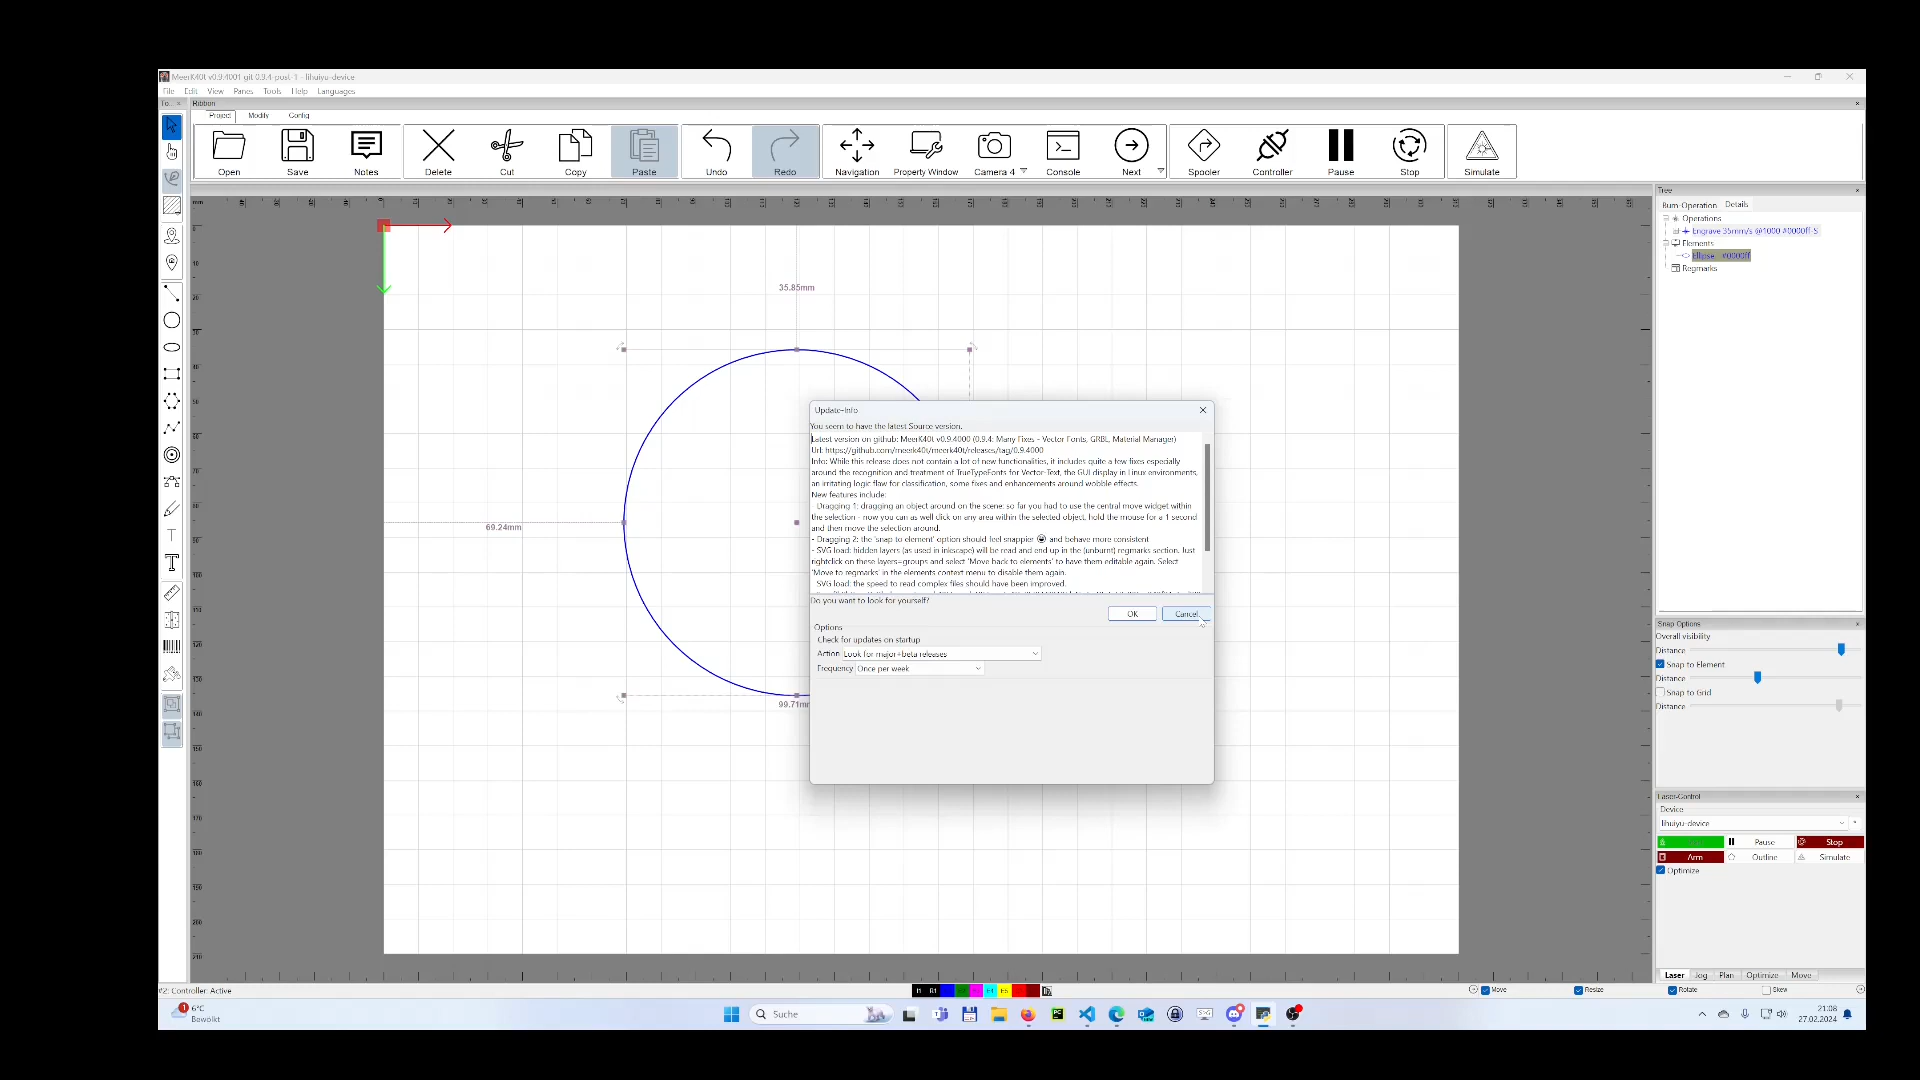 MeerK40t v0.9.4001 git 0.9.4-post-1 - lihuiyu-device
File Edit View Panes Tools Help Languages
To...
Ribbon
Project Modify Config
Open Save Notes Delete Cut Copy Paste Undo Redo Navigation Property Window Camera 4 Console Next Spooler Controller Pause Stop Simulate
mm
Tree
Burn-Operation Details
Operations
Engrave 35mm/s @1000 #0000ff-S
Elements
Ellipse #0000ff
Regmarks
35.85mm
69.24mm
99.71mm
Update-Info
You seem to have the latest Source version.
Latest version on github: MeerK40t v0.9.4000 (0.9.4: Many Fixes - Vector Fonts, GRBL, Material Manager)
Url: https://github.com/meerk40t/meerk40t/releases/tag/0.9.4000
Info: While this release does not contain a lot of new functionalities, it includes quite a few fixes especially
around the recognition and treatment of TrueTypeFonts for Vector-Text, the GUI display in Linux environments,
an irritating logic flaw for classification, some fixes and enhancements around wobble effects.
New features include:
Dragging 1: dragging an object around on the scene: so far you had to use the central move widget within
the selection - now you can as well click on any area within the selected object, hold the mouse for a 1 second
and then move the selection around.
- Dragging 2: the 'snap to element' option should feel snappier 😀 and behave more consistent
- SVG load: hidden layers (as used in inkscape) will be read and end up in the (unburnt) regmarks section. Just
rightclick on these layers=groups and select 'Move back to elements' to have them editable again. Select
'Move to regmarks' in the elements context menu to disable them again.
SVG load: the speed to read complex files should have been improved.
Do you want to look for yourself?
OK Cancel
Options
Check for updates on startup
Action Look for major+beta releases
Frequency Once per week
Snap Options
Overall visibility
Distance
Snap to Element
Distance
Snap to Grid
Distance
Laser-Control
Device
lihuiyu-device
Pause Stop
Arm Outline Simulate
Optimize
Laser Jog Plan Optimize Move
#2: Controller: Active
Move Resize Rotate Skew
1
6°C
Bewölkt
Suche
21:08
27.02.2024